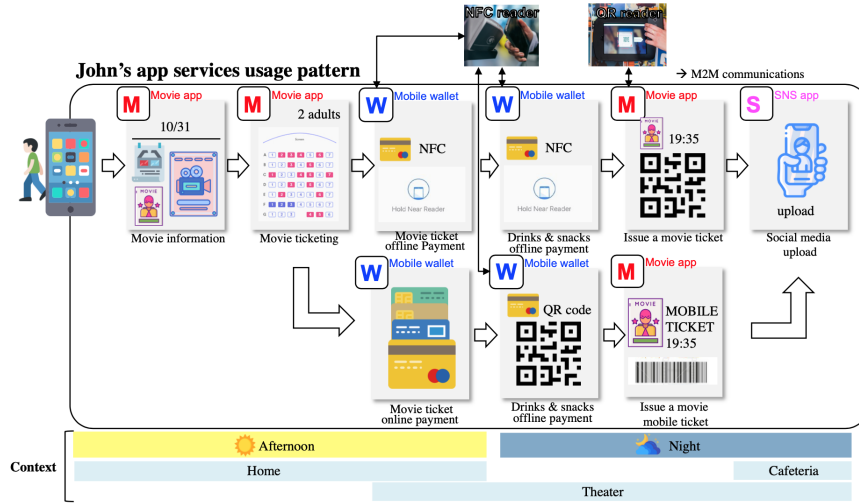 NFC reader
QR reader
John's app services usage pattern
→ M2M communications
M
Movie app
10/31
MOVIE
Movie information
M
Movie app
2 adults
Screen
Movie ticketing
W
Mobile wallet
NFC
Hold Near Reader
Movie ticket
offline Payment
W
Mobile wallet
NFC
Hold Near Reader
Drinks & snacks
offline payment
M
Movie app
MOVIE
19:35
Issue a movie ticket
S
SNS app
upload
Social media
upload
W
Mobile wallet
Movie ticket
online payment
W
Mobile wallet
QR code
Drinks & snacks
offline payment
M
Movie app
MOVIE
MOBILE
TICKET
19:35
Issue a movie
mobile ticket
Context
Afternoon
Night
Home
Cafeteria
Theater